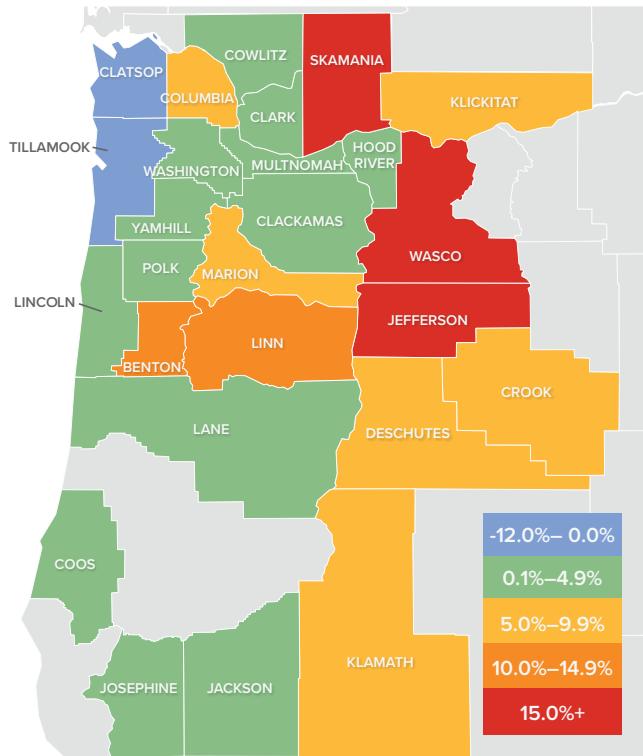 COWLITZ
SKAMANIA
CLATSOP
COLUMBIA
KLICKITAT
CLARK
TILLAMOOK
HOOD
RIVER
MULTNOMAH
WASHINGTON
CLACKAMAS
YAMHILL
WASCO
POLK
MARION
LINCOLN
JEFFERSON
LINN
BENTON
CROOK
LANE
DESCHUTES
-12.0%– 0.0%
COOS
0.1%–4.9%
5.0%–9.9%
KLAMATH
10.0%–14.9%
JOSEPHINE
JACKSON
15.0%+